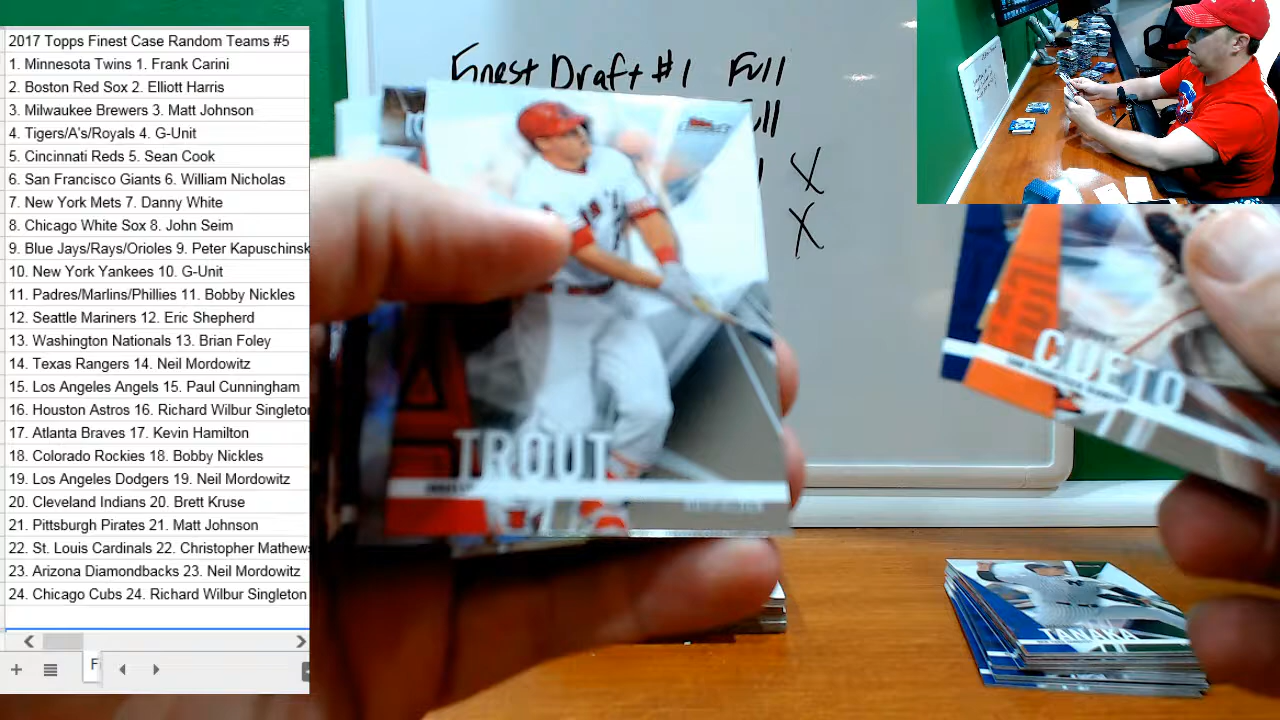 2017 Topps Finest Case Random Teams #5
1. Minnesota Twins 1. Frank Carini
2. Boston Red Sox 2. Elliott Harris
3. Milwaukee Brewers 3. Matt Johnson
4. Tigers/A's/Royals 4. G-Unit
5. Cincinnati Reds 5. Sean Cook
6. San Francisco Giants 6. William Nicholas
7. New York Mets 7. Danny White
8. Chicago White Sox 8. John Seim
9. Blue Jays/Rays/Orioles 9. Peter Kapuschinsk
10. New York Yankees 10. G-Unit
11. Padres/Marlins/Phillies 11. Bobby Nickles
12. Seattle Mariners 12. Eric Shepherd
13. Washington Nationals 13. Brian Foley
14. Texas Rangers 14. Neil Mordowitz
15. Los Angeles Angels 15. Paul Cunningham
16. Houston Astros 16. Richard Wilbur Singleton
17. Atlanta Braves 17. Kevin Hamilton
18. Colorado Rockies 18. Bobby Nickles
19. Los Angeles Dodgers 19. Neil Mordowitz
20. Cleveland Indians 20. Brett Kruse
21. Pittsburgh Pirates 21. Matt Johnson
22. St. Louis Cardinals 22. Christopher Mathews
23. Arizona Diamondbacks 23. Neil Mordowitz
24. Chicago Cubs 24. Richard Wilbur Singleton
F
Finest Draft #1 Full
X
X
TROUT
CUETO
TANAKA